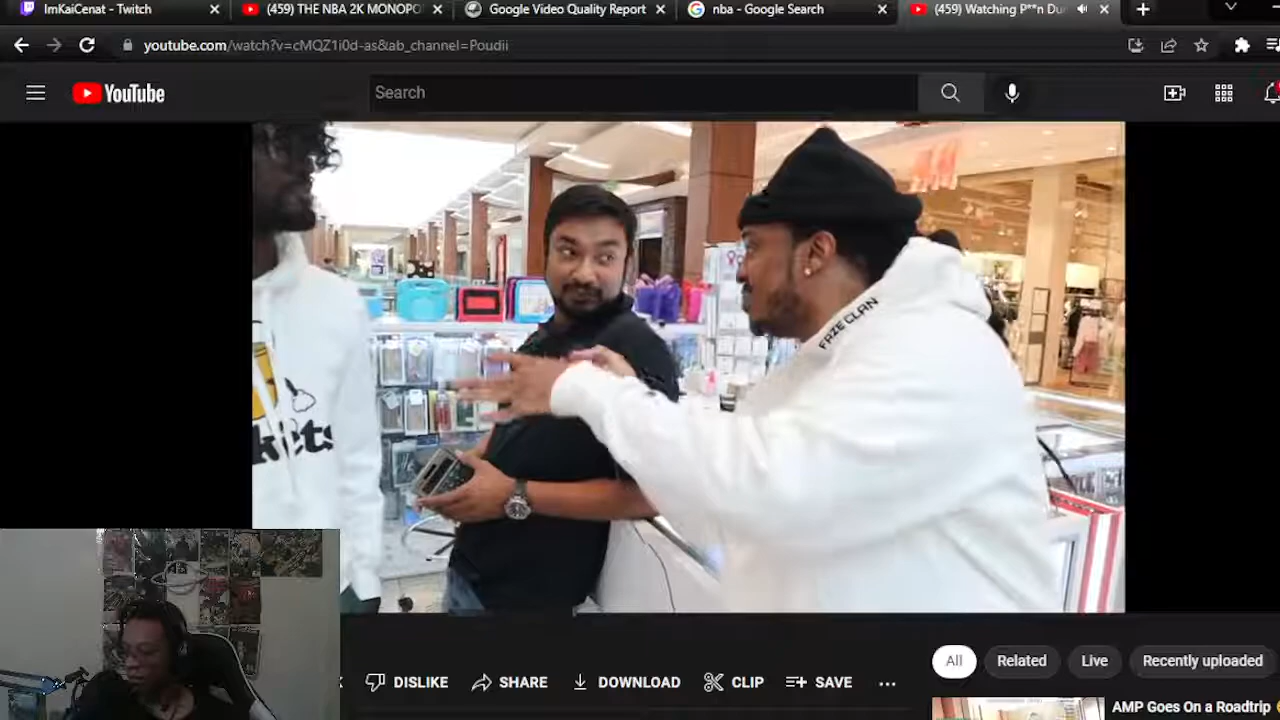 ImKaiCenat - Twitch
(459) THE NBA 2K MONOPO
Google Video Quality Report
nba - Google Search
(459) Watching P**n Du
youtube.com/watch?v=cMQZ1i0d-as&ab_channel=Poudii
YouTube
Search
FAZE CLAN
kets
DISLIKE
SHARE
DOWNLOAD
CLIP
SAVE
All
Related
Live
Recently uploaded
AMP Goes On a Roadtrip